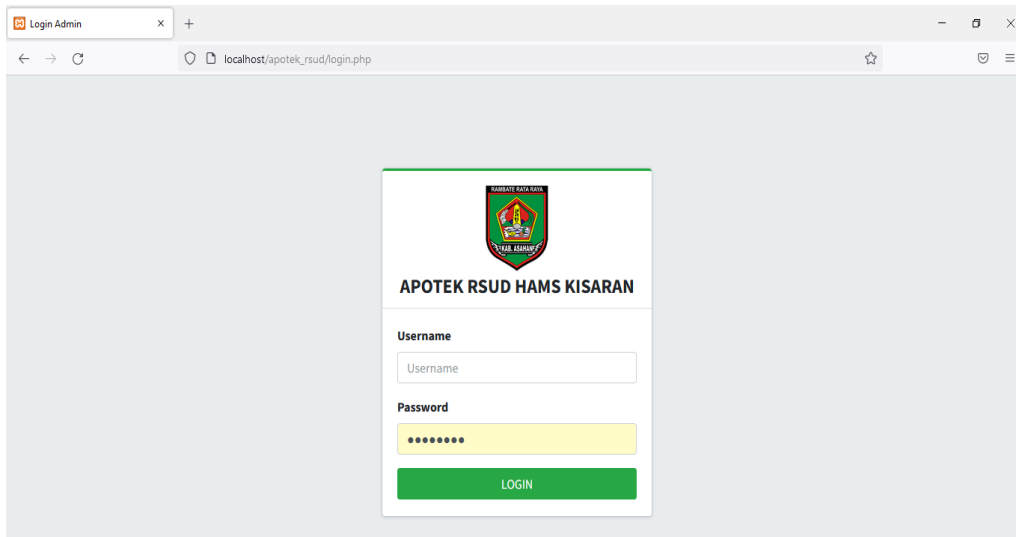 Login Admin
localhost/apotek_rsud/login.php
RAMBATE RATA RAYA
KAB. ASAHAN
APOTEK RSUD HAMS KISARAN
Username
Username
Password
LOGIN